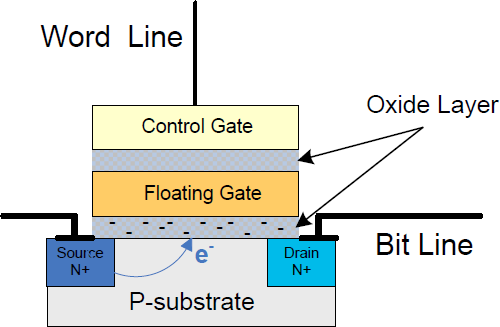 Word Line
Oxide Layer
Control Gate
Floating Gate
- - - - - - - - - - - -
Source
N+
e-
Drain
N+
Bit Line
P-substrate